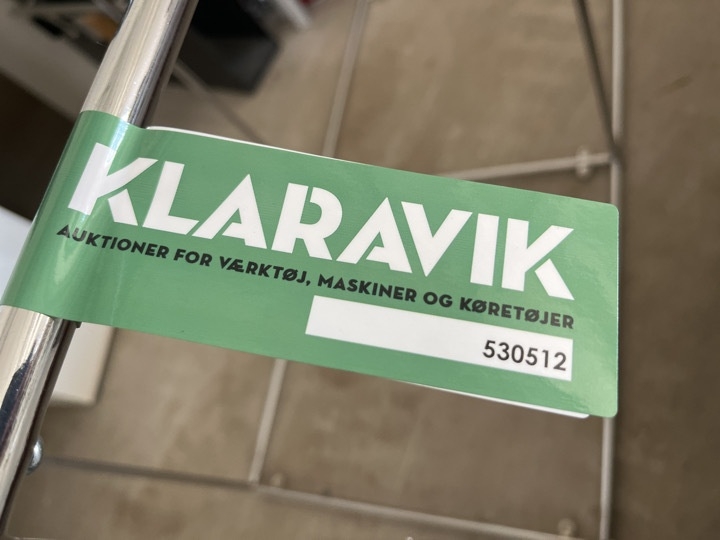 KLARAVIK
AUKTIONER FOR VÆRKTØJ, MASKINER OG KØRETØJER
530512